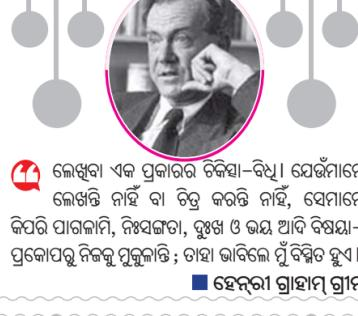 ଲେଖିବା ଏକ ପ୍ରକାରର ଚିକିତ୍ସା-ବିଧି। ଯେଉଁମାନେ
ଲେଖନ୍ତି ନାହିଁ ବା ଚିତ୍ର କରନ୍ତି ନାହିଁ, ସେମାନେ
କିପରି ପାଗଳାମି, ନିଃସଙ୍ଗତା, ଦୁଃଖ ଓ ଭୟ ଆଦି ବିଷୟା-
ପ୍ରକୋପରୁ ନିଜକୁ ମୁକୁଳାନ୍ତି ; ତାହା ଭାବିଲେ ମୁଁ ବିସ୍ମିତ ହୁଏ।
ହେନ୍‌ରୀ ଗ୍ରାହାମ୍ ଗ୍ରୀନ